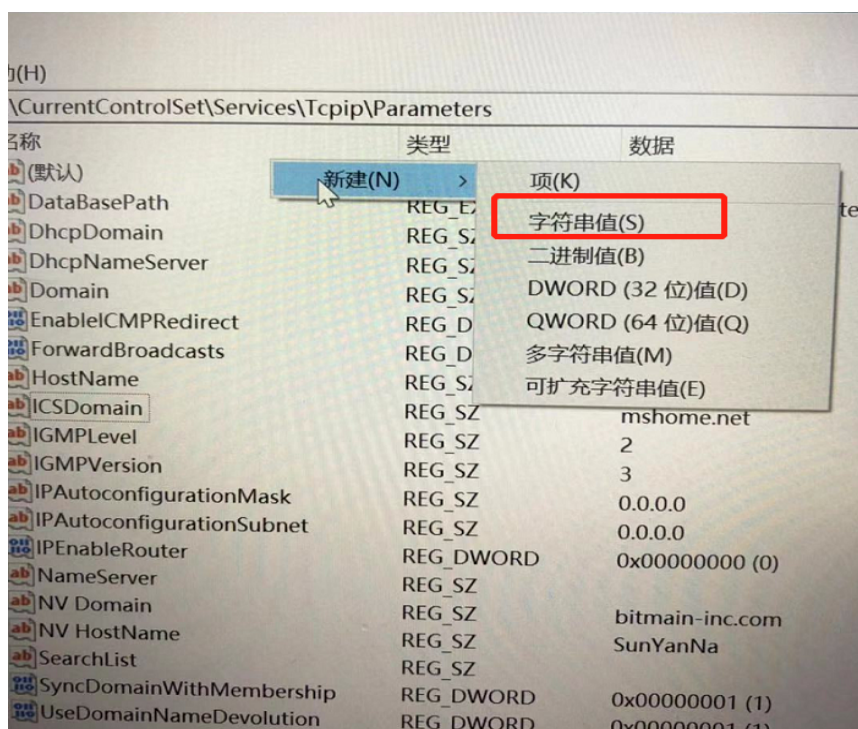 (H)
\CurrentControlSet\Services\Tcpip\Parameters
名称 类型 数据
(默认) 新建(N) > 项(K)
DataBasePath
DhcpDomain REG_SZ 字符串值(S)
DhcpNameServer REG_SZ 二进制值(B)
Domain REG_SZ DWORD (32 位)值(D)
EnableICMPRedirect REG_D QWORD (64 位)值(Q)
ForwardBroadcasts REG_D 多字符串值(M)
HostName REG_SZ 可扩充字符串值(E)
ICSDomain REG_SZ mshome.net
IGMPLevel REG_SZ 2
IGMPVersion REG_SZ 3
IPAutoconfigurationMask REG_SZ 0.0.0.0
IPAutoconfigurationSubnet REG_SZ 0.0.0.0
IPEnableRouter REG_DWORD 0x00000000 (0)
NameServer REG_SZ
NV Domain REG_SZ bitmain-inc.com
NV HostName REG_SZ SunYanNa
SearchList REG_SZ
SyncDomainWithMembership REG_DWORD 0x00000001 (1)
UseDomainNameDevolution REG_DWORD 0x00000001 (1)